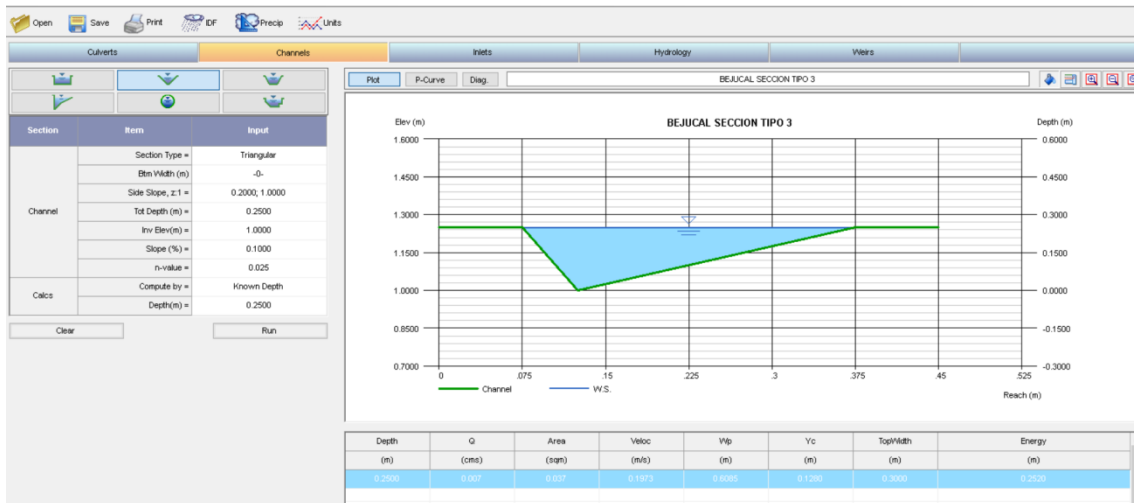 Open Save Print IDF Precip Units
Culverts Channels Inlets Hydrology Weirs
Plot P-Curve Diag. BEJUCAL SECCION TIPO 3
Section Item Input
Channel
Section Type = Triangular
Btm Width (m) -0-
Side Slope, z:1 = 0.2000; 1.0000
Tot Depth (m) = 0.2500
Inv Elev(m) = 1.0000
Slope (%) = 0.1000
n-value = 0.025
Calcs
Compute by = Known Depth
Depth(m) = 0.2500
Clear Run
Elev (m) BEJUCAL SECCION TIPO 3 Depth (m)
1.6000 0.6000
1.4500 0.4500
1.3000 0.3000
1.1500 0.1500
1.0000 0.0000
0.8500 -0.1500
0.7000 -0.3000
0 .075 .15 .225 .3 .375 .45 .525
Channel W.S. Reach (m)
Depth Q Area Veloc Wp Yc TopWidth Energy
(m) (cms) (sqm) (m/s) (m) (m) (m) (m)
0.2500 0.007 0.037 0.1973 0.6085 0.1280 0.3000 0.2520